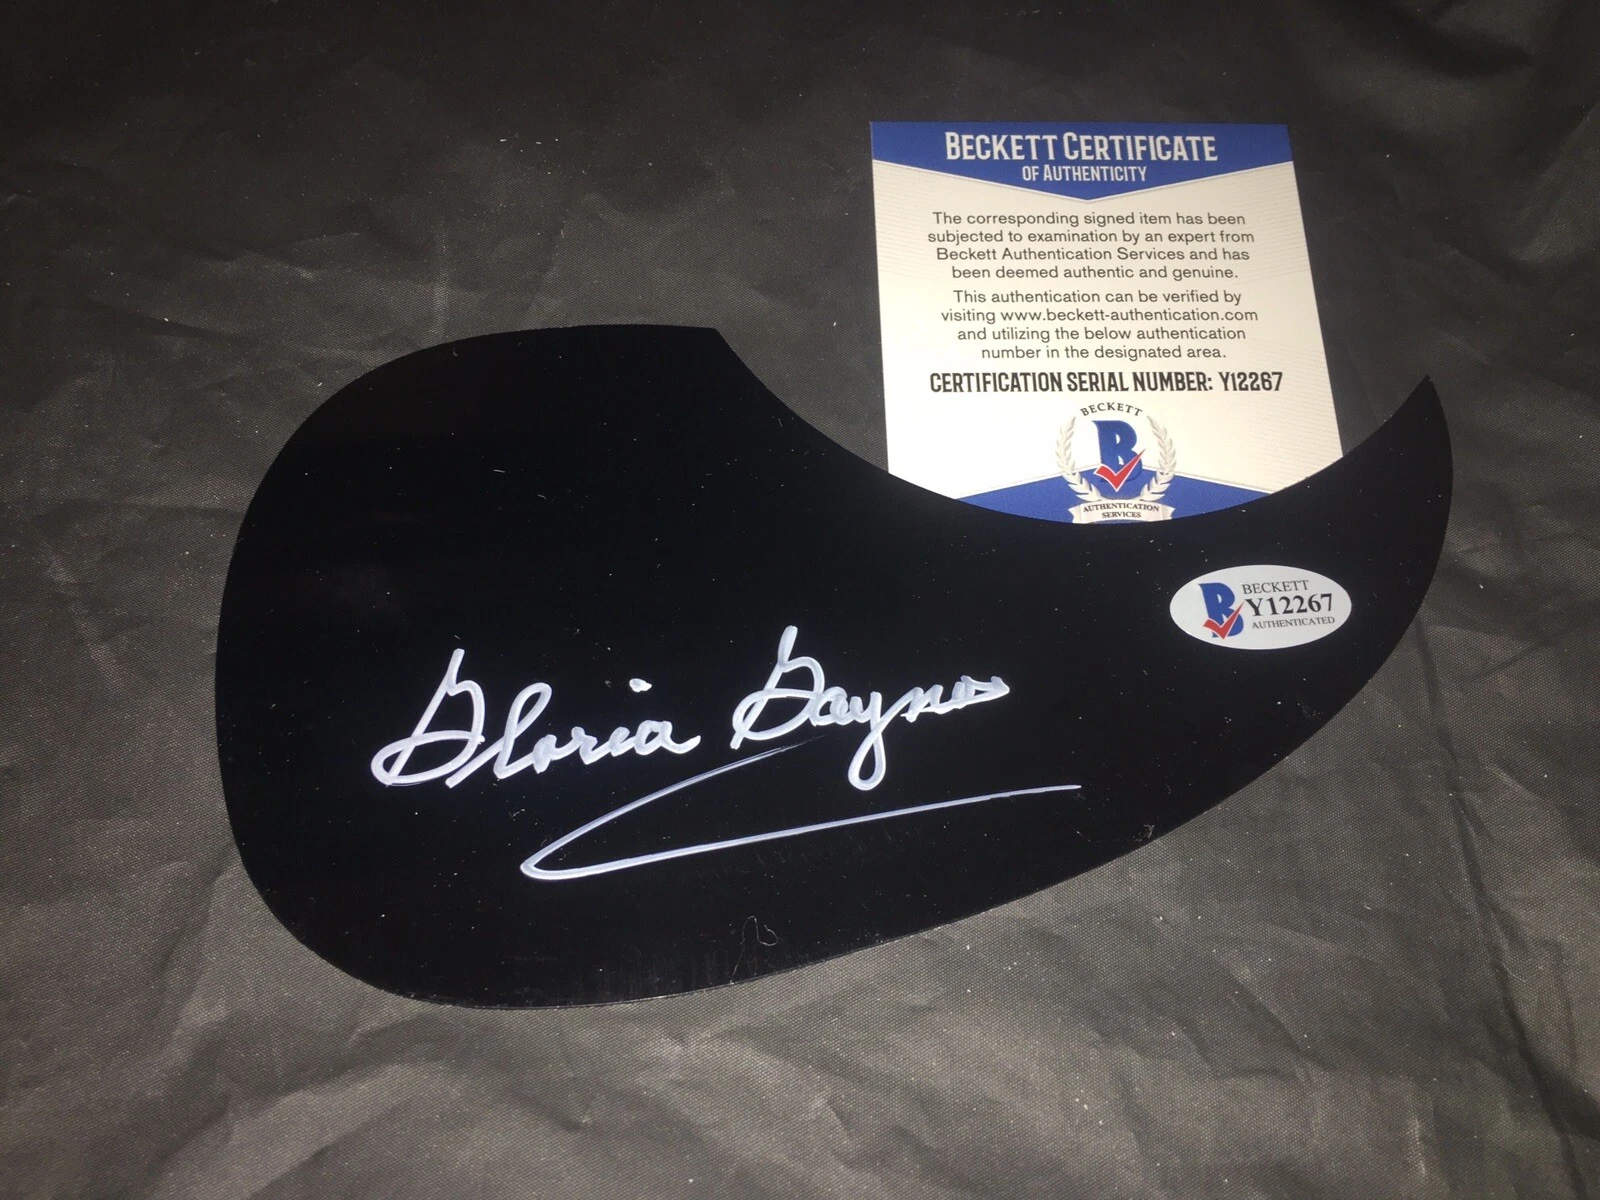 BECKETT CERTIFICATE
OF AUTHENTICITY
The corresponding signed item has been
subjected to examination by an expert from
Beckett Authentication Services and has
been deemed authentic and genuine.
This authentication can be verified by
visiting www.beckett-authentication.com
and utilizing the below authentication
number in the designated area.
CERTIFICATION SERIAL NUMBER: Y12267
BECKETT
B
AUTHENTICATION
SERVICES
B
BECKETT
Y12267
AUTHENTICATED
Gloria Gaynor